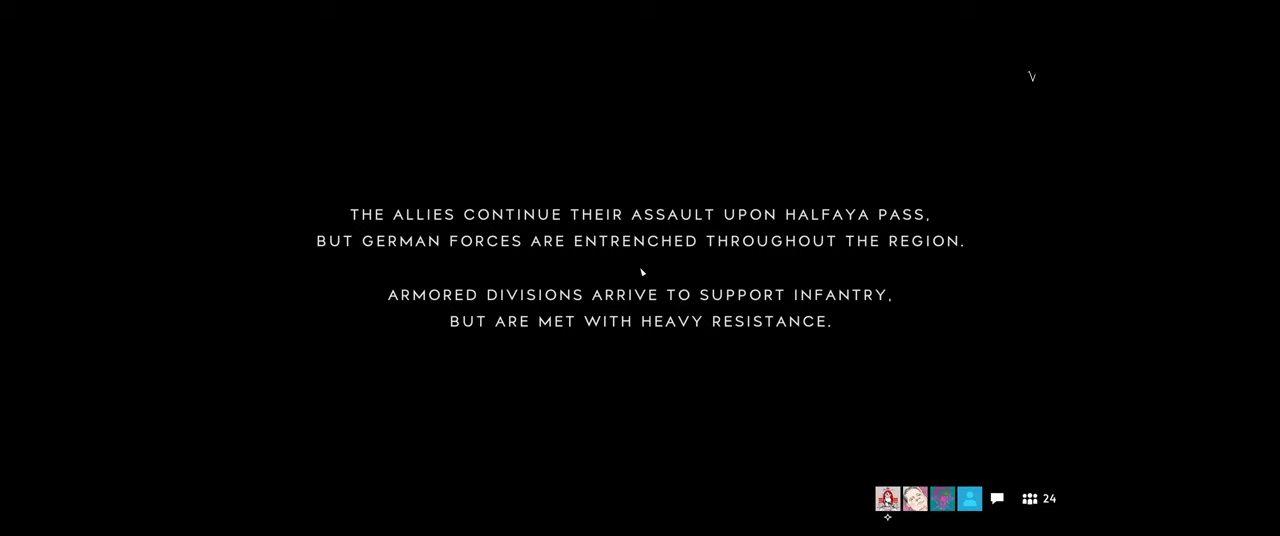 THE ALLIES CONTINUE THEIR ASSAULT UPON HALFAYA PASS,
BUT GERMAN FORCES ARE ENTRENCHED THROUGHOUT THE REGION.
ARMORED DIVISIONS ARRIVE TO SUPPORT INFANTRY,
BUT ARE MET WITH HEAVY RESISTANCE.
24